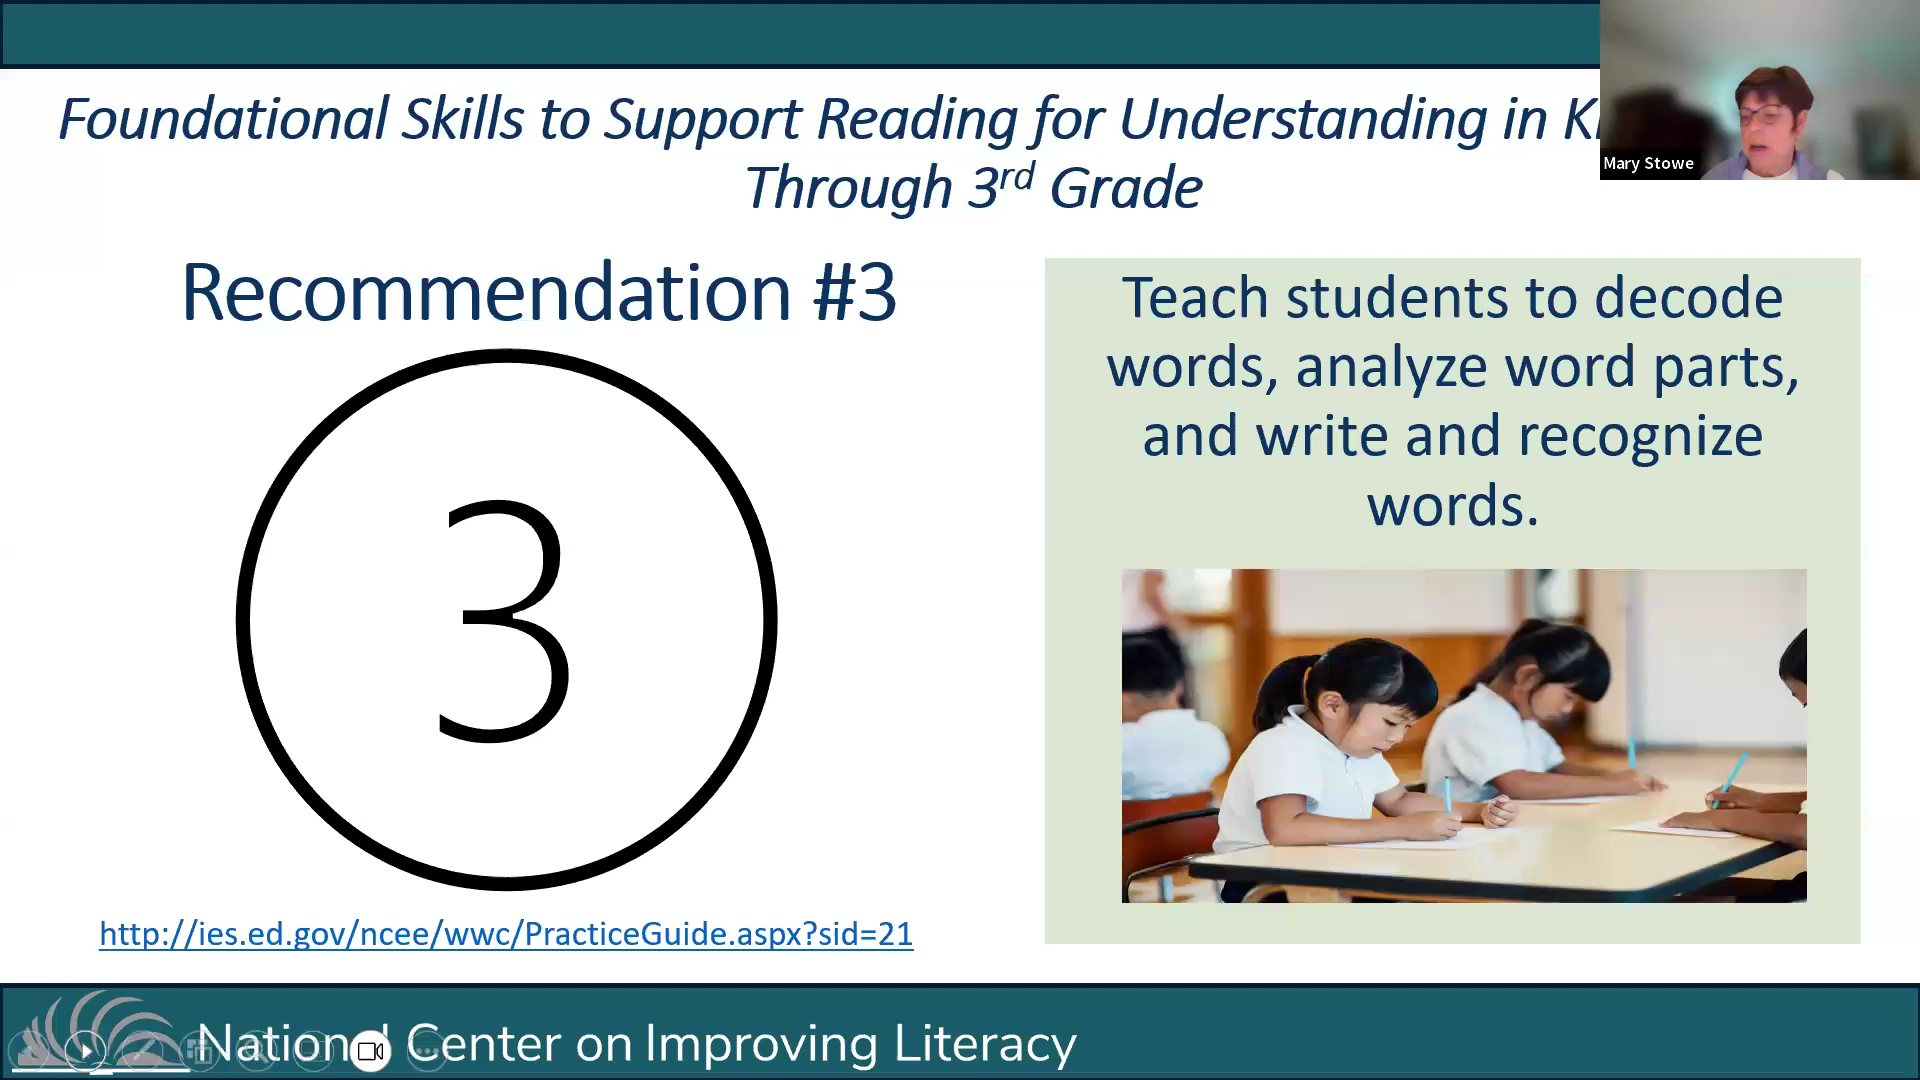 Foundational Skills to Support Reading for Understanding in
Through 3rd Grade
Mary Stowe
Recommendation #3
3
http://ies.ed.gov/ncee/wwc/PracticeGuide.aspx?sid=21
Teach students to decode
words, analyze word parts,
and write and recognize
words.
National Center on Improving Literacy